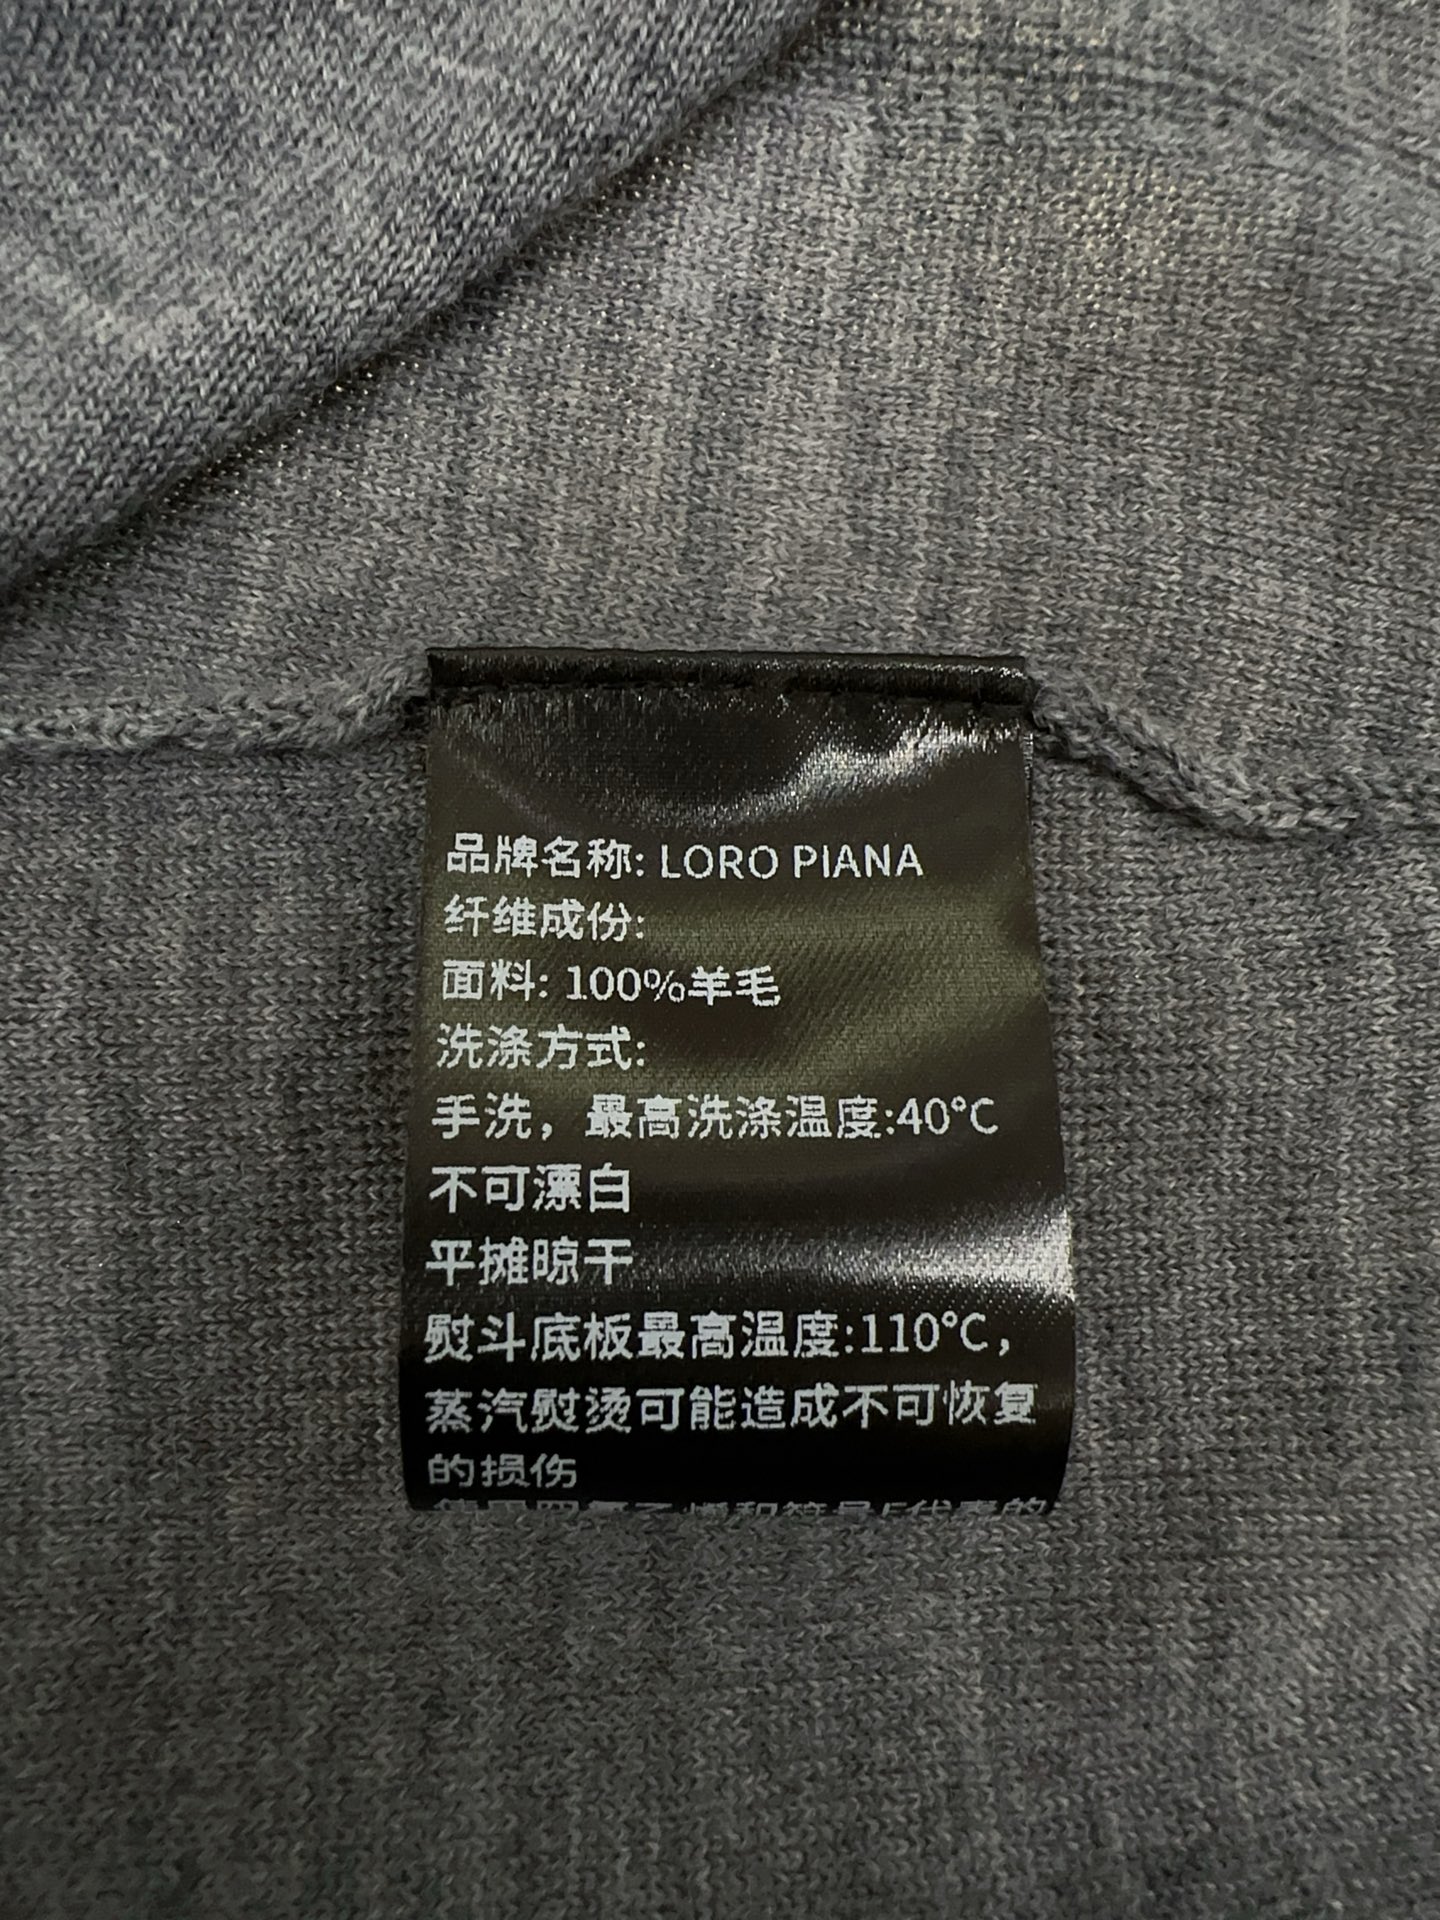 品牌名称: LORO PIANA
纤维成份:
面料: 100%羊毛
洗涤方式:
手洗，最高洗涤温度:40°C
不可漂白
平摊晾干
熨斗底板最高温度:110°C，
蒸汽熨烫可能造成不可恢复
的损伤